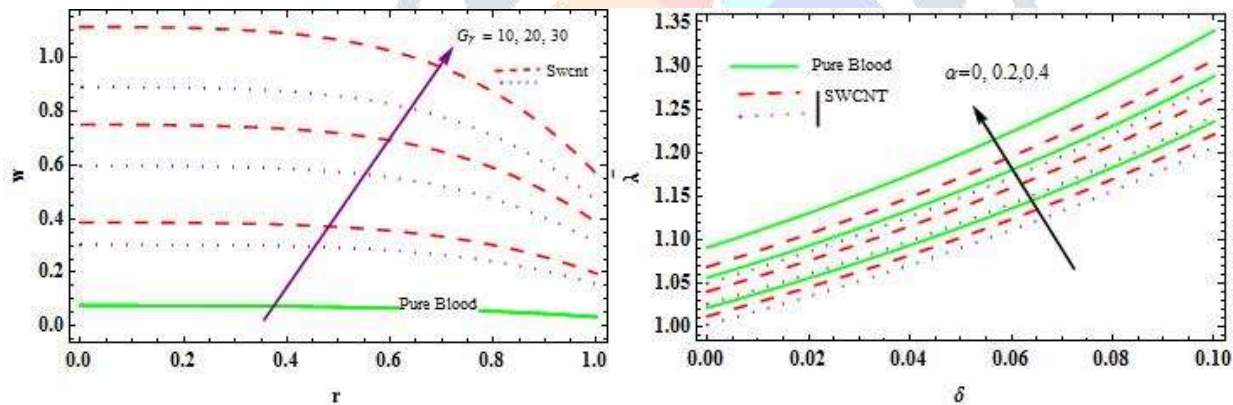 G_γ = 10, 20, 30
Swcnt
Pure Blood
w
1.0
0.8
0.6
0.4
0.2
0.0
0.0 0.2 0.4 0.6 0.8 1.0
r
Pure Blood
SWCNT
α=0, 0.2,0.4
λ̄
1.35
1.30
1.25
1.20
1.15
1.10
1.05
1.00
0.00 0.02 0.04 0.06 0.08 0.10
δ